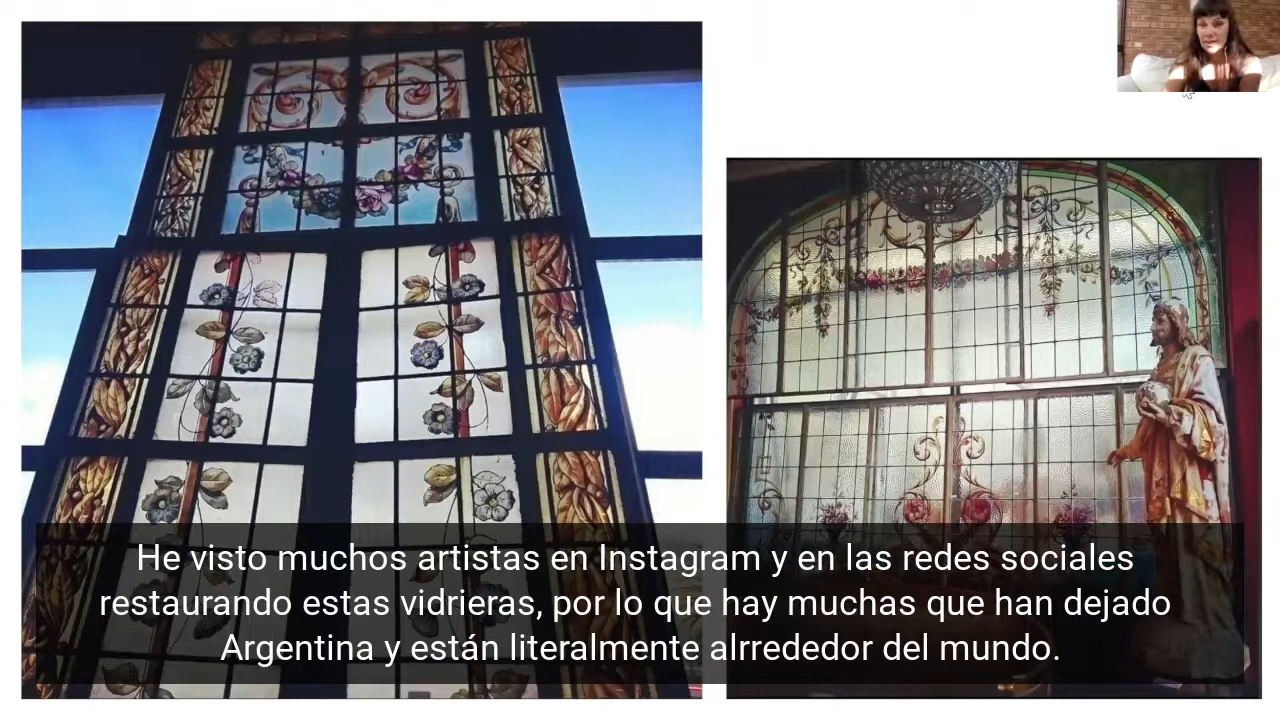 He visto muchos artistas en Instagram y en las redes sociales
restaurando estas vidrieras, por lo que hay muchas que han dejado
Argentina y están literalmente alrrededor del mundo.